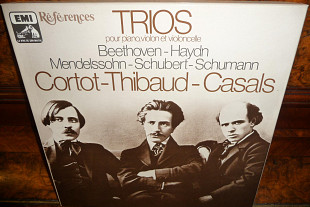 EMI
Références
TRIOS
pour piano, violon et violoncelle
Beethoven-Haydn
Mendelssohn-Schubert-Schumann
Cortot-Thibaud-Casals